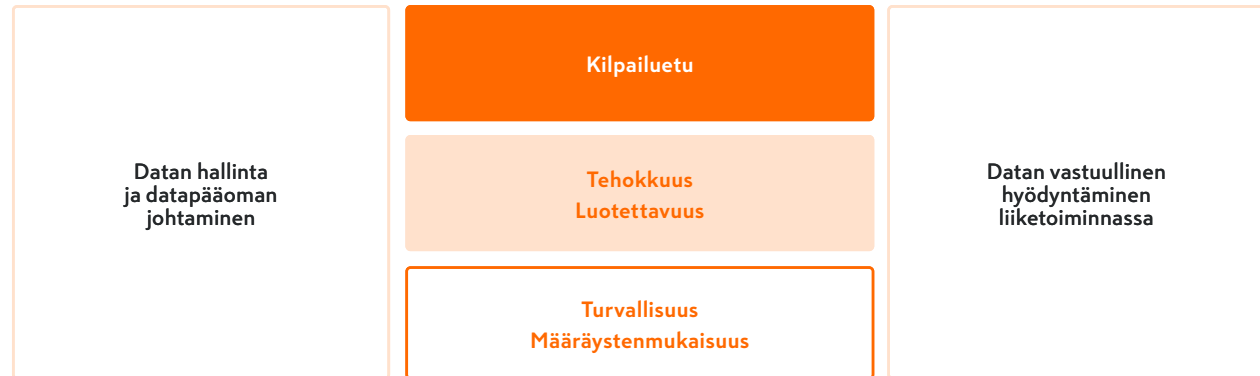 Datan hallinta
ja datapääoman
johtaminen
Kilpailuetu
Tehokkuus
Luotettavuus
Turvallisuus
Määräystenmukaisuus
Datan vastuullinen
hyödyntäminen
liiketoiminnassa